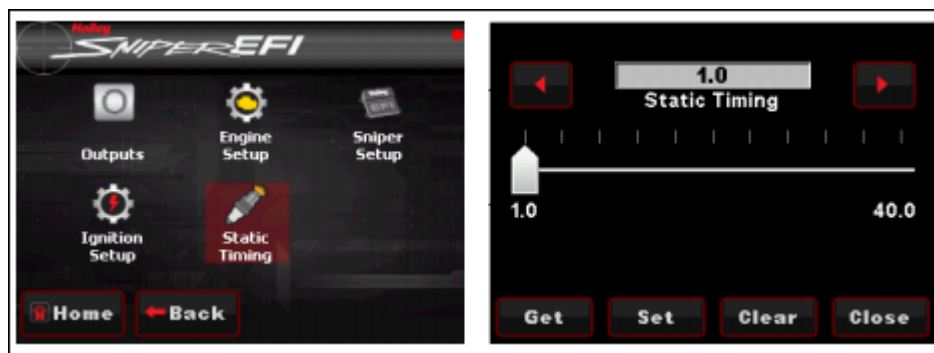 Holley
SNIPER EFI
Outputs
Engine
Setup
EFI
Sniper
Setup
Ignition
Setup
Static
Timing
Home
Back
1.0
Static Timing
1.0
40.0
Get
Set
Clear
Close